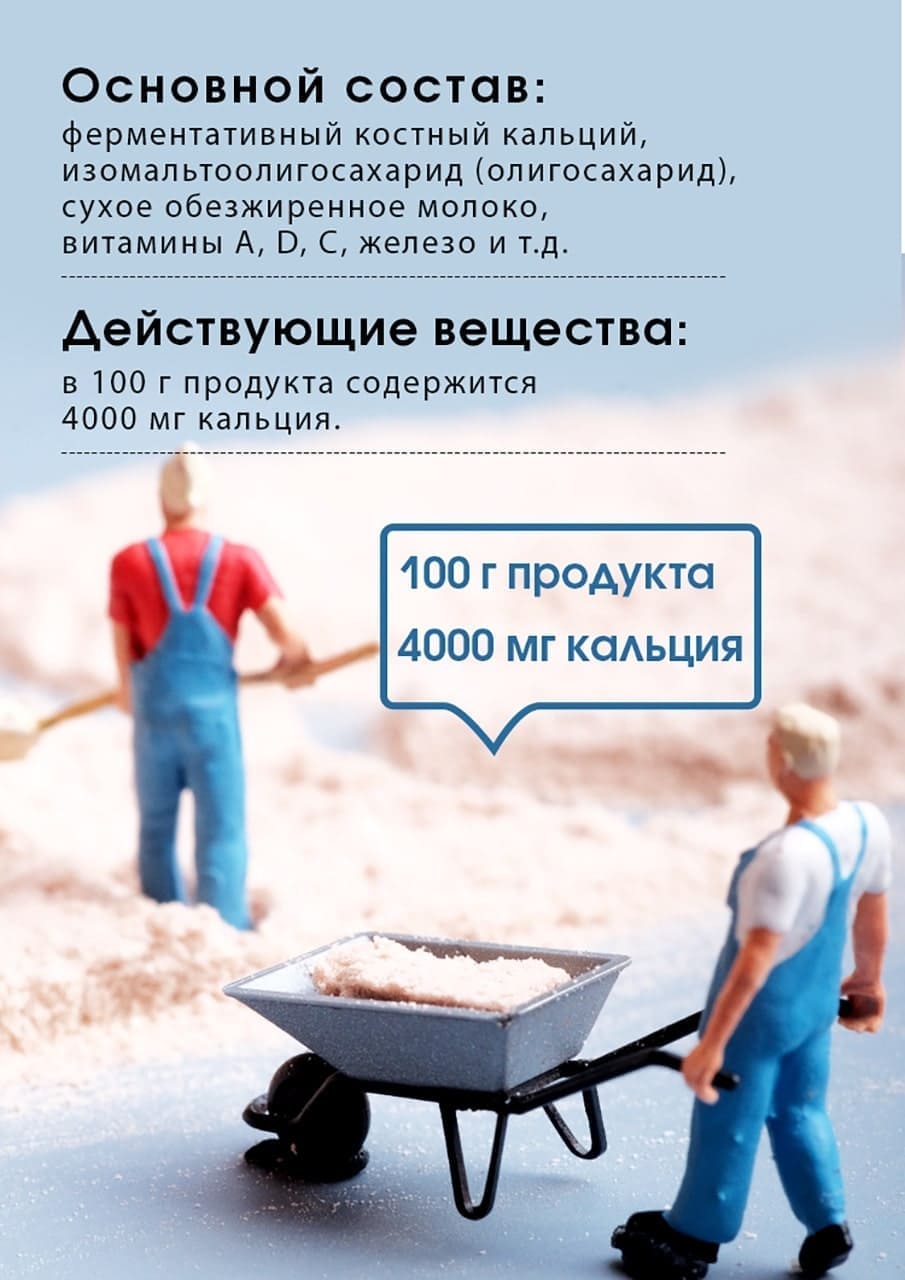 Основной состав:
ферментативный костный кальций,
изомальтоолигосахарид (олигосахарид),
сухое обезжиренное молоко,
витамины А, D, С, железо и т.д.
Действующие вещества:
в 100 г продукта содержится
4000 мг кальция.
100 г продукта
4000 мг кальция